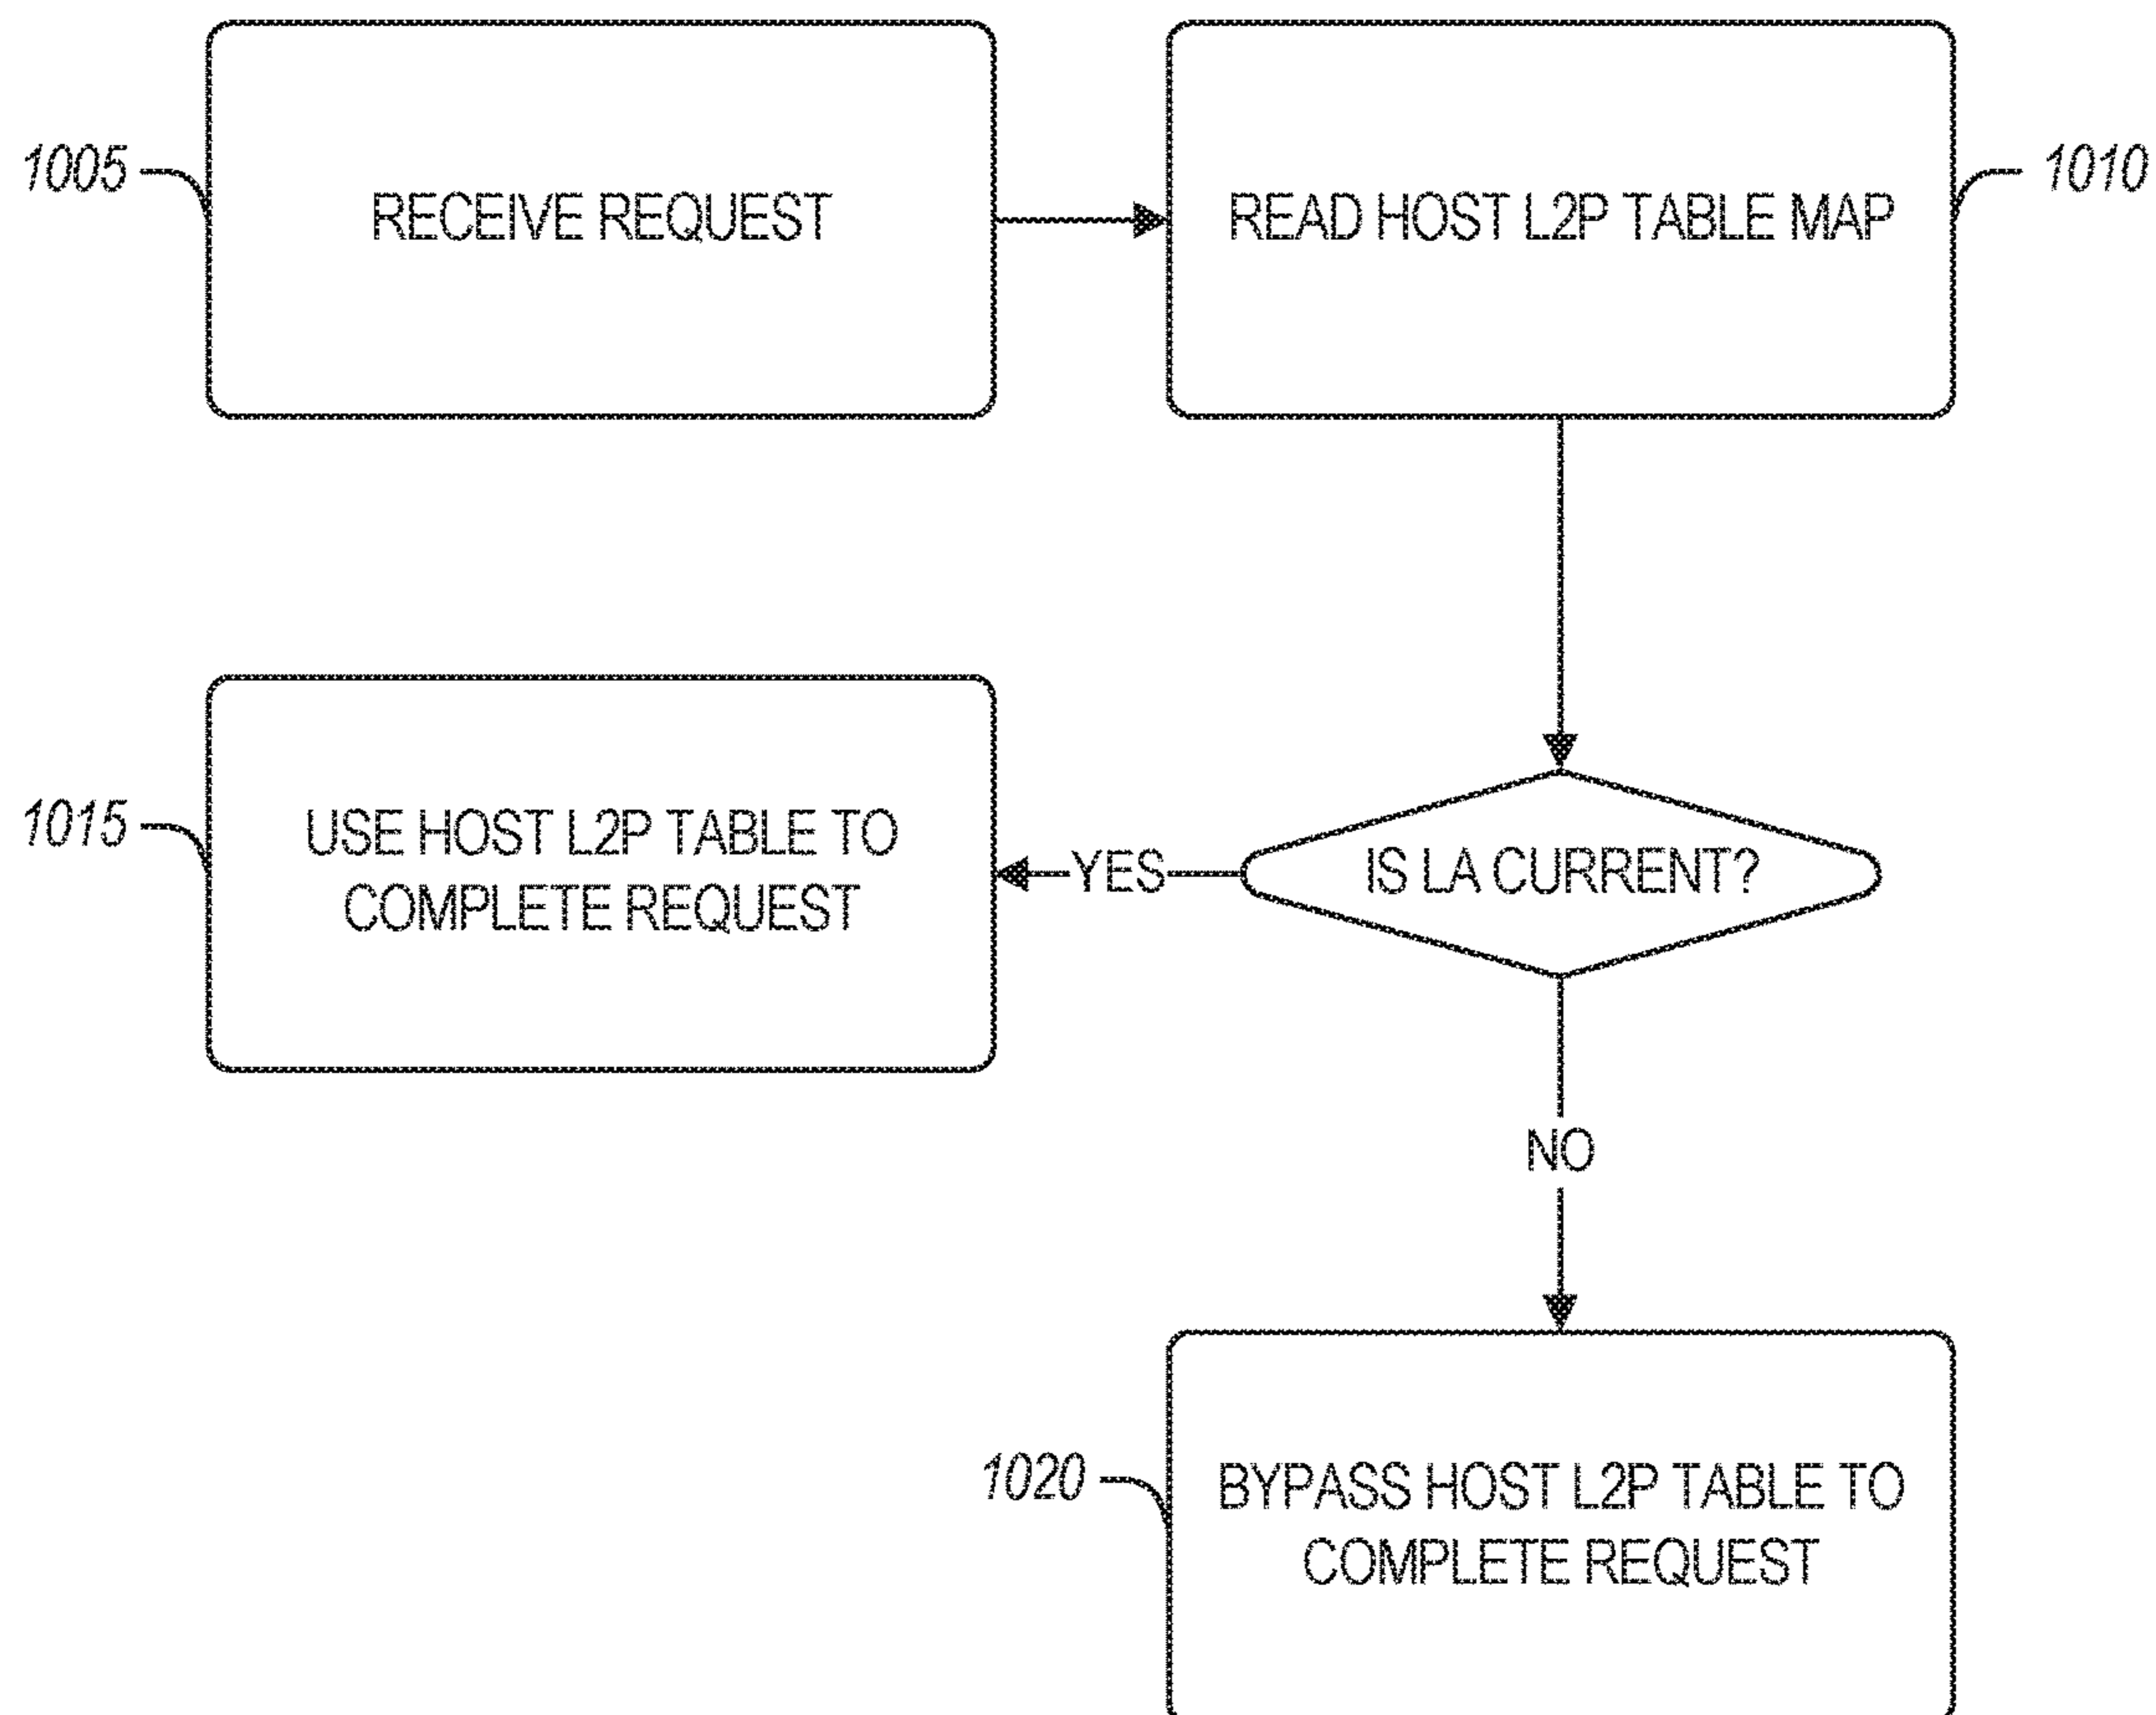 1005
RECEIVE REQUEST
READ HOST L2P TABLE MAP
1010
1015
USE HOST L2P TABLE TO
COMPLETE REQUEST
YES
IS LA CURRENT?
NO
1020
BYPASS HOST L2P TABLE TO
COMPLETE REQUEST